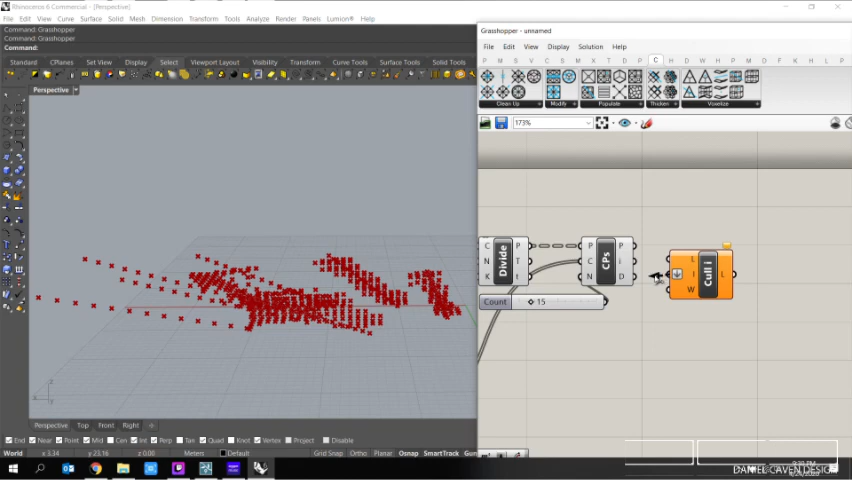 Rhinoceros 6 Commercial - [Perspective]
File Edit View Curve Surface Solid Mesh Dimension Transform Tools Analyze Render Panels Lumion® Help
Command: Grasshopper
Command: Grasshopper
Command:
Standard CPlanes Set View Display Select Viewport Layout Visibility Transform Curve Tools Surface Tools Solid Tools
Perspective
Grasshopper - unnamed
File Edit View Display Solution Help
Clean Up Modify Populate Thicken Voxelize
173%
C N K Divide P T t
P C N CPs P i D
L I W Cull i L
Count 15
Perspective Top Front Right
End Near Point Mid Cen Int Perp Tan Quad Knot Vertex Project Disable
World x 3.34 y 23.16 Meters Default Grid Snap Ortho Planar Osnap SmartTrack
DANIEL CAVEN DESIGN